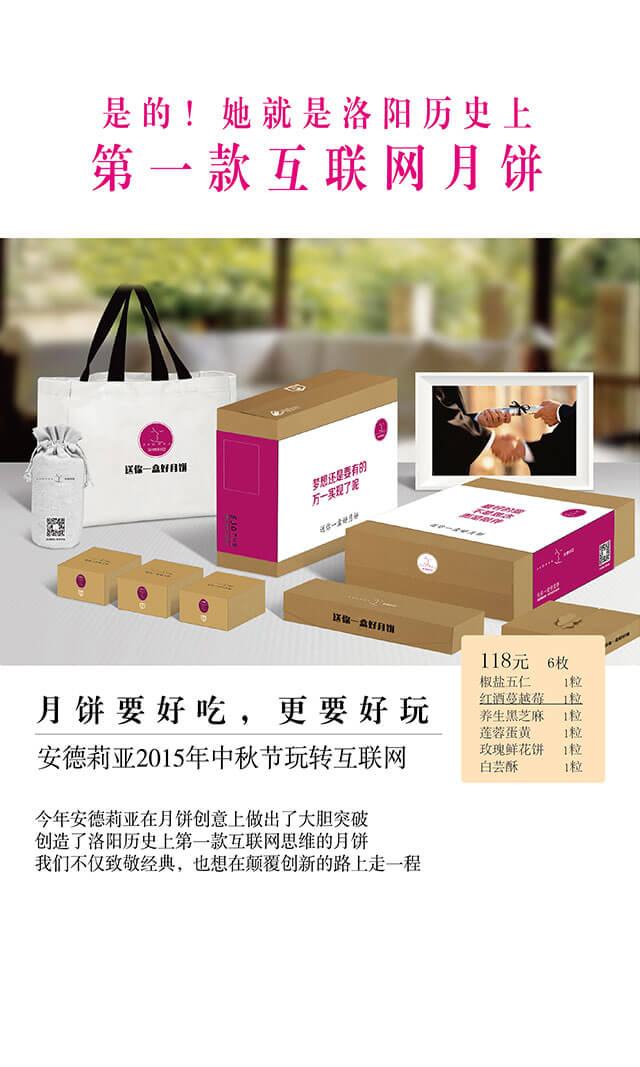 是的！她就是洛阳历史上
第一款互联网月饼
送你一盒好月饼
梦想还是要有的
万一实现了呢
送你一盒好月饼
送你一盒好月饼
118元 6枚
椒盐五仁 1粒
红酒蔓越莓 1粒
养生黑芝麻 1粒
莲蓉蛋黄 1粒
玫瑰鲜花饼 1粒
白芸酥 1粒
月饼要好吃，更要好玩
安德莉亚2015年中秋节玩转互联网
今年安德莉亚在月饼创意上做出了大胆突破
创造了洛阳历史上第一款互联网思维的月饼
我们不仅致敬经典，也想在颠覆创新的路上走一程